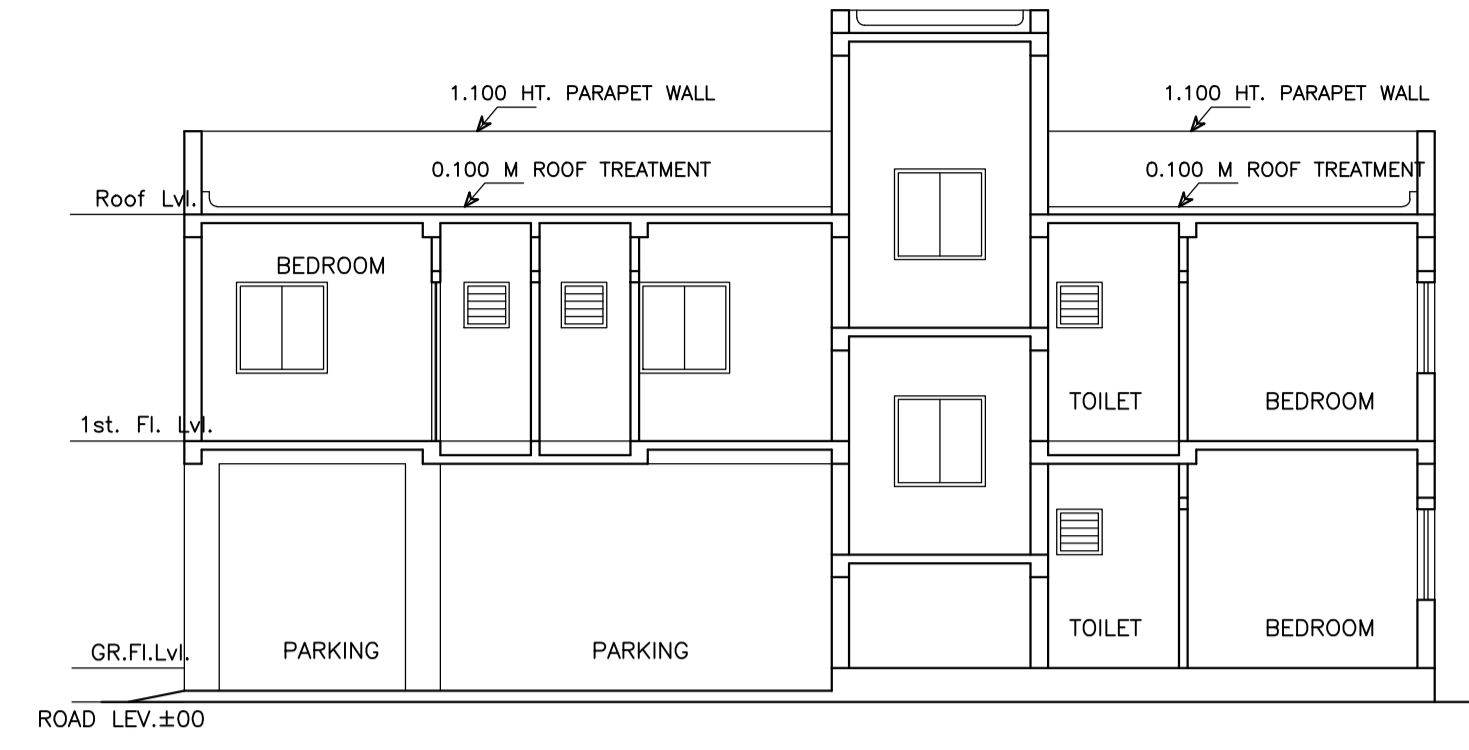 1.100 HT. PARAPET WALL
1.100 HT. PARAPET WALL
0.100 M ROOF TREATMENT
0.100 M ROOF TREATMENT
Roof Lvl.
BEDROOM
TOILET
BEDROOM
1st. Fl. Lvl.
TOILET
BEDROOM
GR.Fl.Lvl.
PARKING
PARKING
ROAD LEV.±00